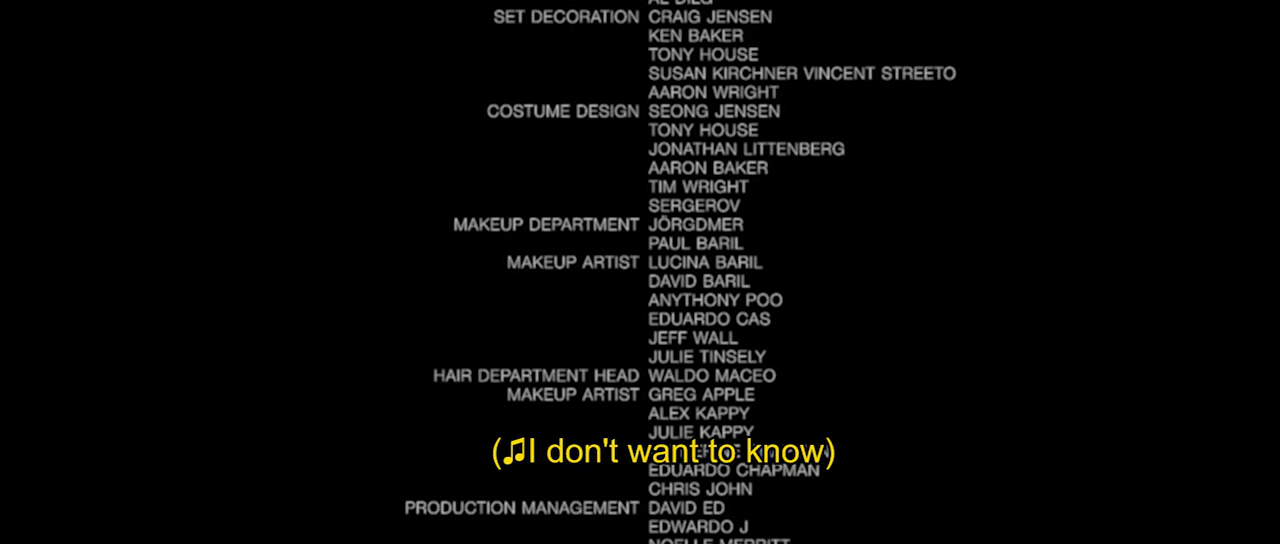 SET DECORATION CRAIG JENSEN
KEN BAKER
TONY HOUSE
SUSAN KIRCHNER VINCENT STREETO
AARON WRIGHT
COSTUME DESIGN SEONG JENSEN
TONY HOUSE
JONATHAN LITTENBERG
AARON BAKER
TIM WRIGHT
SERGEROV
MAKEUP DEPARTMENT JÖRGDMER
PAUL BARIL
MAKEUP ARTIST LUCINA BARIL
DAVID BARIL
ANYTHONY POO
EDUARDO CAS
JEFF WALL
JULIE TINSELY
HAIR DEPARTMENT HEAD WALDO MACEO
MAKEUP ARTIST GREG APPLE
ALEX KAPPY
JULIE KAPPY
(♫I don't want to know)
EDUARDO CHAPMAN
CHRIS JOHN
PRODUCTION MANAGEMENT DAVID ED
EDWARDO J
NOELLE MERRITT